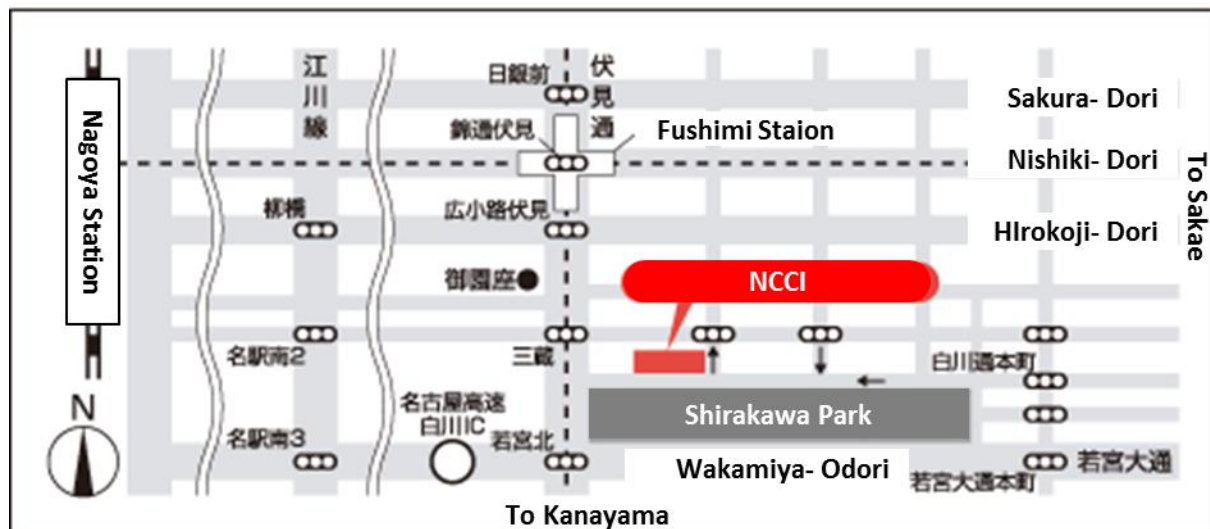 日銀前
江川線
伏見通
Sakura- Dori
Nagoya Station
錦通伏見
Fushimi Staion
Nishiki- Dori
To Sakae
柳橋
広小路伏見
HIrokoji- Dori
御園座
NCCI
名駅南2
三蔵
白川通本町
N
名古屋高速
白川IC
Shirakawa Park
名駅南3
若宮北
Wakamiya- Odori
若宮大通
若宮大通本町
To Kanayama